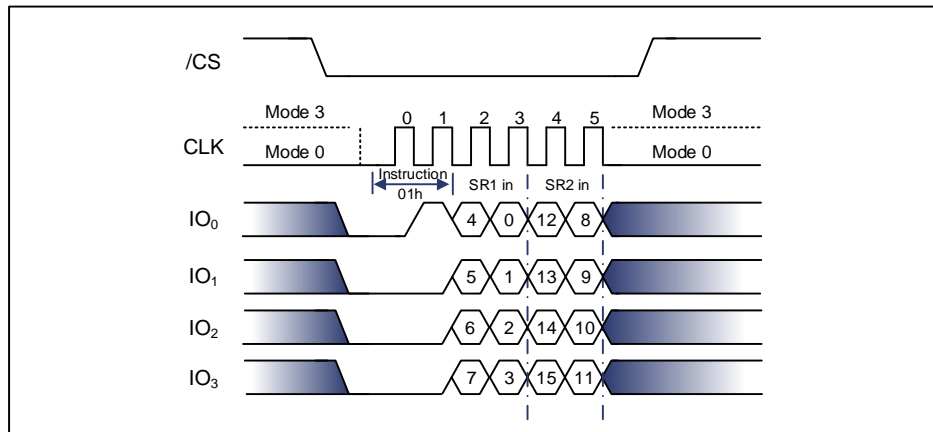 /CS
Mode 3 Mode 3
0 1 2 3 4 5
CLK
Mode 0 Mode 0
Instruction
01h SR1 in SR2 in
IO0 4 0 12 8
IO1 5 1 13 9
IO2 6 2 14 10
IO3 7 3 15 11